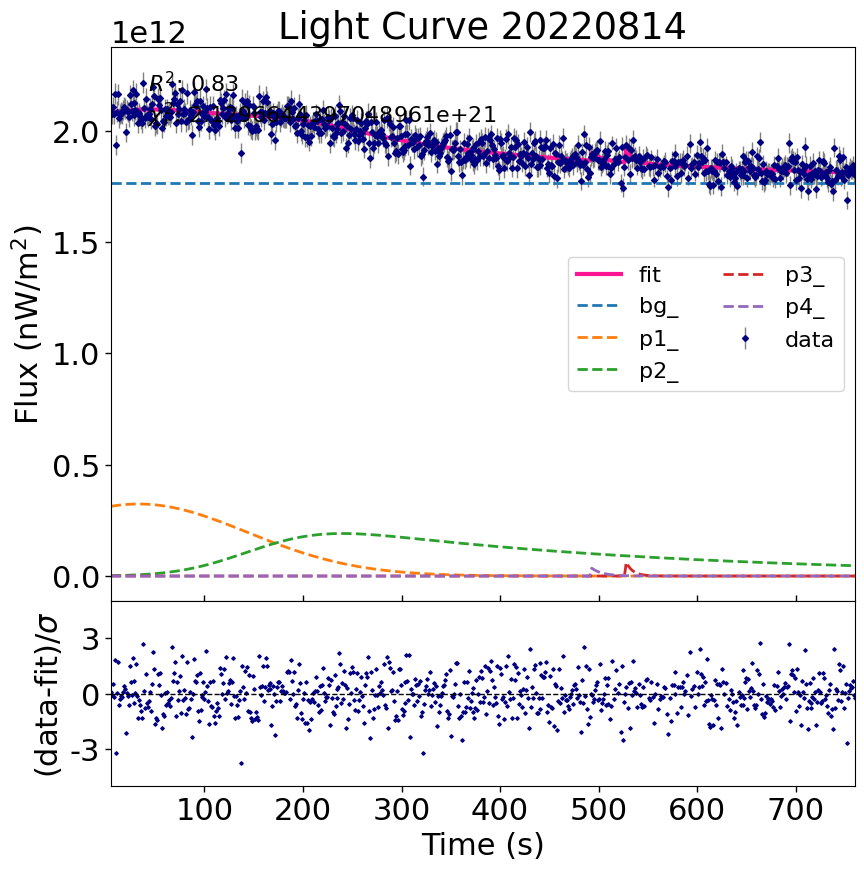 Light Curve 20220814
1e12
R²: 0.83
2.0
1.5
1.0
0.5
0.0
Flux (nW/m²)
fit
bg_
p1_
p2_
p3_
p4_
data
3
0
-3
(data-fit)/σ
100 200 300 400 500 600 700
Time (s)